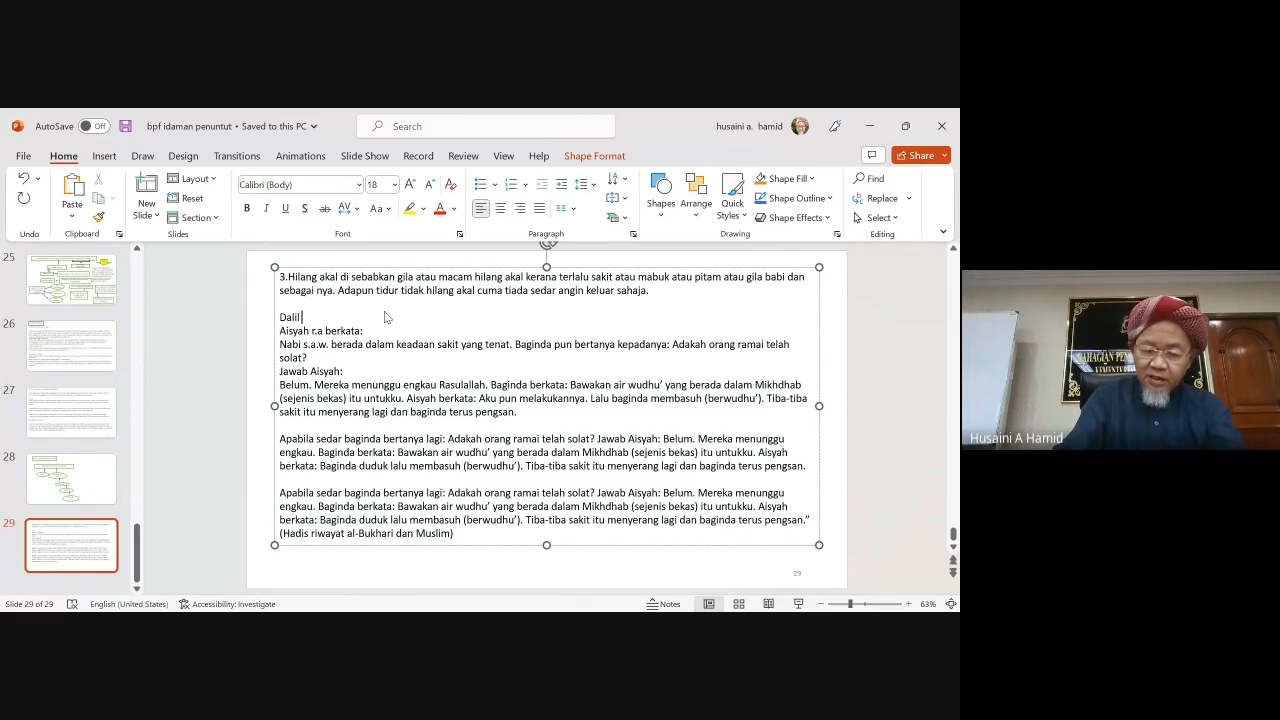 AutoSave Off bpf idaman penuntut • Saved to this PC Search husaini a. hamid
File Home Insert Draw Design Transitions Animations Slide Show Record Review View Help Shape Format Share
Undo
Paste
Clipboard
New Slide
Layout
Reset
Section
Slides
Calibri (Body) 18
Font
Paragraph
Shapes
Arrange
Quick Styles
Shape Fill
Shape Outline
Shape Effects
Drawing
Find
Replace
Select
Editing
25
26
27
28
29
3.Hilang akal di sebabkan gila atau macam hilang akal kerana terlalu sakit atau mabuk atau pitam atau gila babi dan
sebagai nya. Adapun tidur tidak hilang akal cuma tiada sedar angin keluar sahaja.
Dalil
Aisyah r.a berkata:
Nabi s.a.w. berada dalam keadaan sakit yang tenat. Baginda pun bertanya kepadanya: Adakah orang ramai telah
solat?
Jawab Aisyah:
Belum. Mereka menunggu engkau Rasulallah. Baginda berkata: Bawakan air wudhu’ yang berada dalam Mikhdhab
(sejenis bekas) itu untukku. Aisyah berkata: Aku pun melakukannya. Lalu baginda membasuh (berwudhu’). Tiba-tiba
sakit itu menyerang lagi dan baginda terus pengsan.
Apabila sedar baginda bertanya lagi: Adakah orang ramai telah solat? Jawab Aisyah: Belum. Mereka menunggu
engkau. Baginda berkata: Bawakan air wudhu’ yang berada dalam Mikhdhab (sejenis bekas) itu untukku. Aisyah
berkata: Baginda duduk lalu membasuh (berwudhu’). Tiba-tiba sakit itu menyerang lagi dan baginda terus pengsan.
Apabila sedar baginda bertanya lagi: Adakah orang ramai telah solat? Jawab Aisyah: Belum. Mereka menunggu
engkau. Baginda berkata: Bawakan air wudhu’ yang berada dalam Mikhdhab (sejenis bekas) itu untukku. Aisyah
berkata: Baginda duduk lalu membasuh (berwudhu’). Tiba-tiba sakit itu menyerang lagi dan baginda terus pengsan.”
(Hadis riwayat al-Bukhari dan Muslim)
29
Slide 29 of 29 English (United States) Accessibility: Investigate Notes 63%
Husaini A Hamid